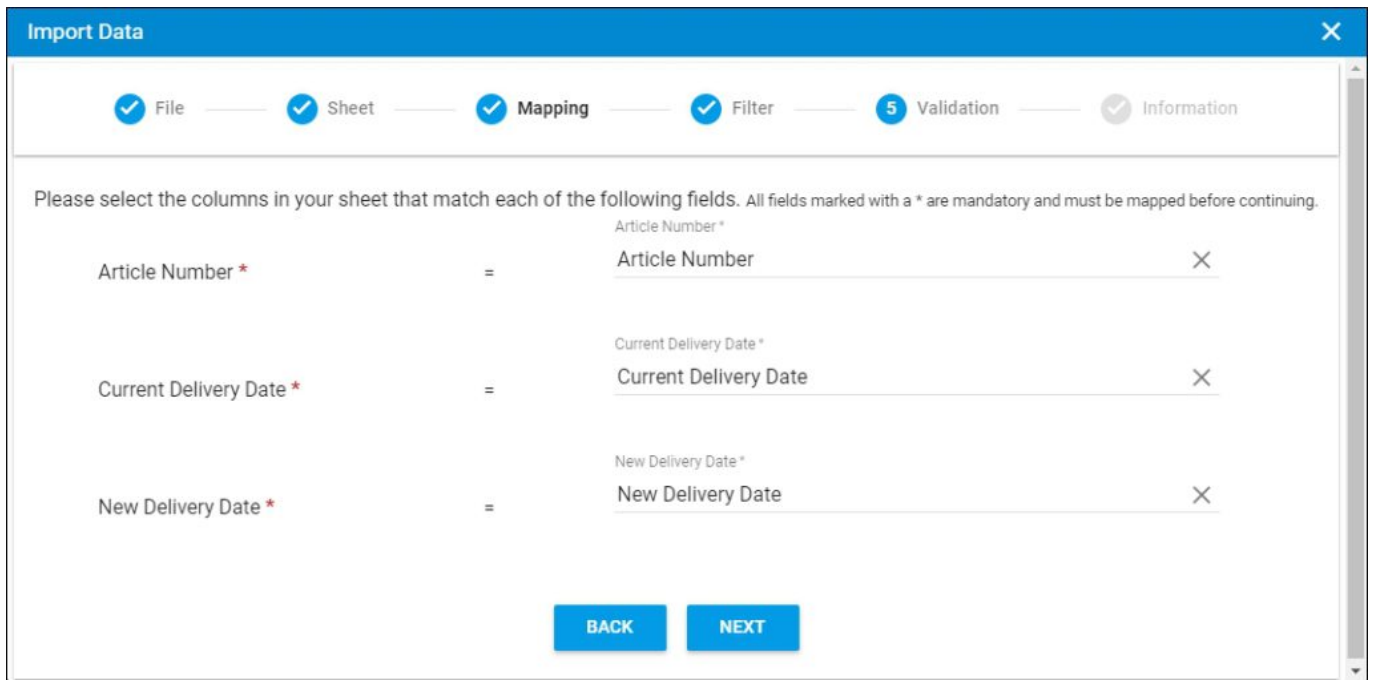 Import Data
File Sheet Mapping Filter 5 Validation Information
Please select the columns in your sheet that match each of the following fields. All fields marked with a * are mandatory and must be mapped before continuing.
Article Number *
Article Number * = Article Number
Current Delivery Date *
Current Delivery Date * = Current Delivery Date
New Delivery Date *
New Delivery Date * = New Delivery Date
BACK NEXT